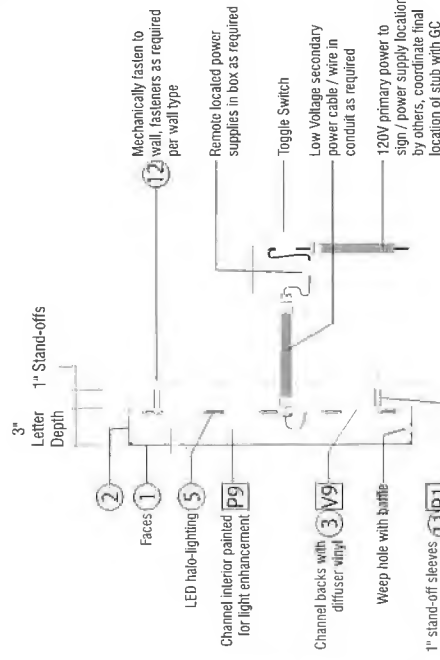 3"
Letter
Depth
1" Stand-offs
2
Faces 1
LED halo-lighting 5
Channel interior painted P9
for light enhancement
Channel backs with 3 V9
diffuser vinyl
Weep hole with baffle
1" stand-off sleeves 13 P1
12
Mechanically fasten to
wall, fasteners as required
per wall type
Remote located power
supplies in box as required
Toggle Switch
Low Voltage secondary
power cable / wire in
conduit as required
120V primary power to
sign / power supply location
by others, coordinate final
location of stub with GC